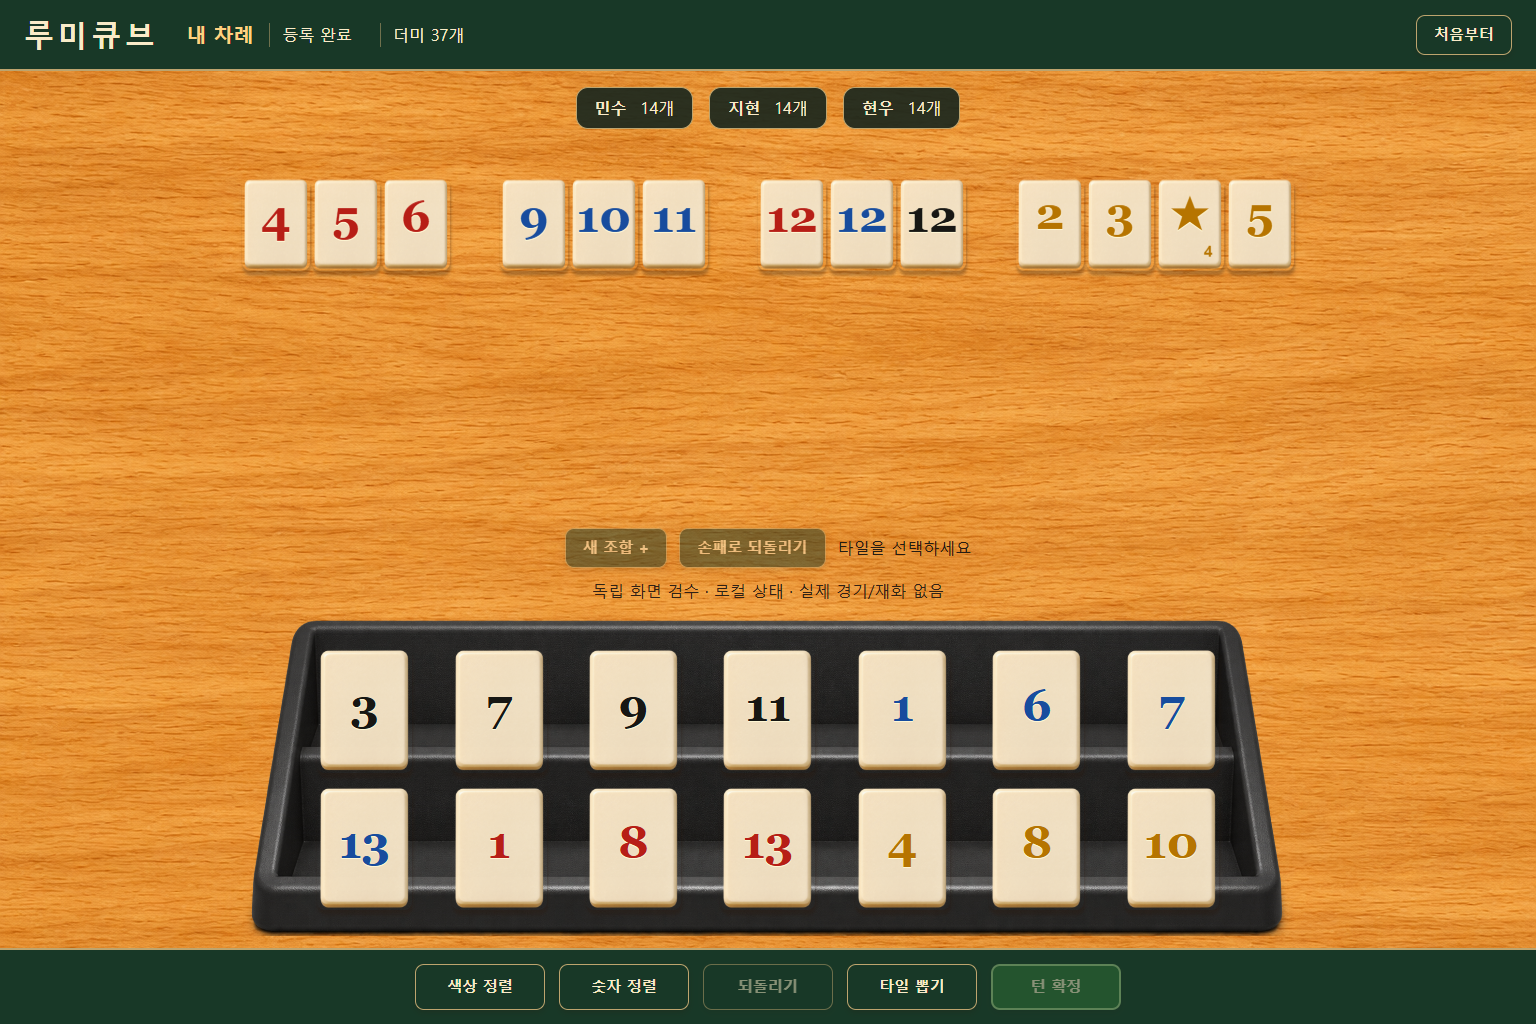 루미큐브 내 차례 등록 완료 더미 37개 처음부터
민수 14개 지현 14개 현우 14개
4 5 6 9 10 11 12 12 12 2 3 ★ 4 5
새 조합 + 손패로 되돌리기 타일을 선택하세요
독립 화면 검수 · 로컬 상태 · 실제 경기/재화 없음
3 7 9 11 1 6 7
13 1 8 13 4 8 10
색상 정렬 숫자 정렬 되돌리기 타일 뽑기 턴 확정